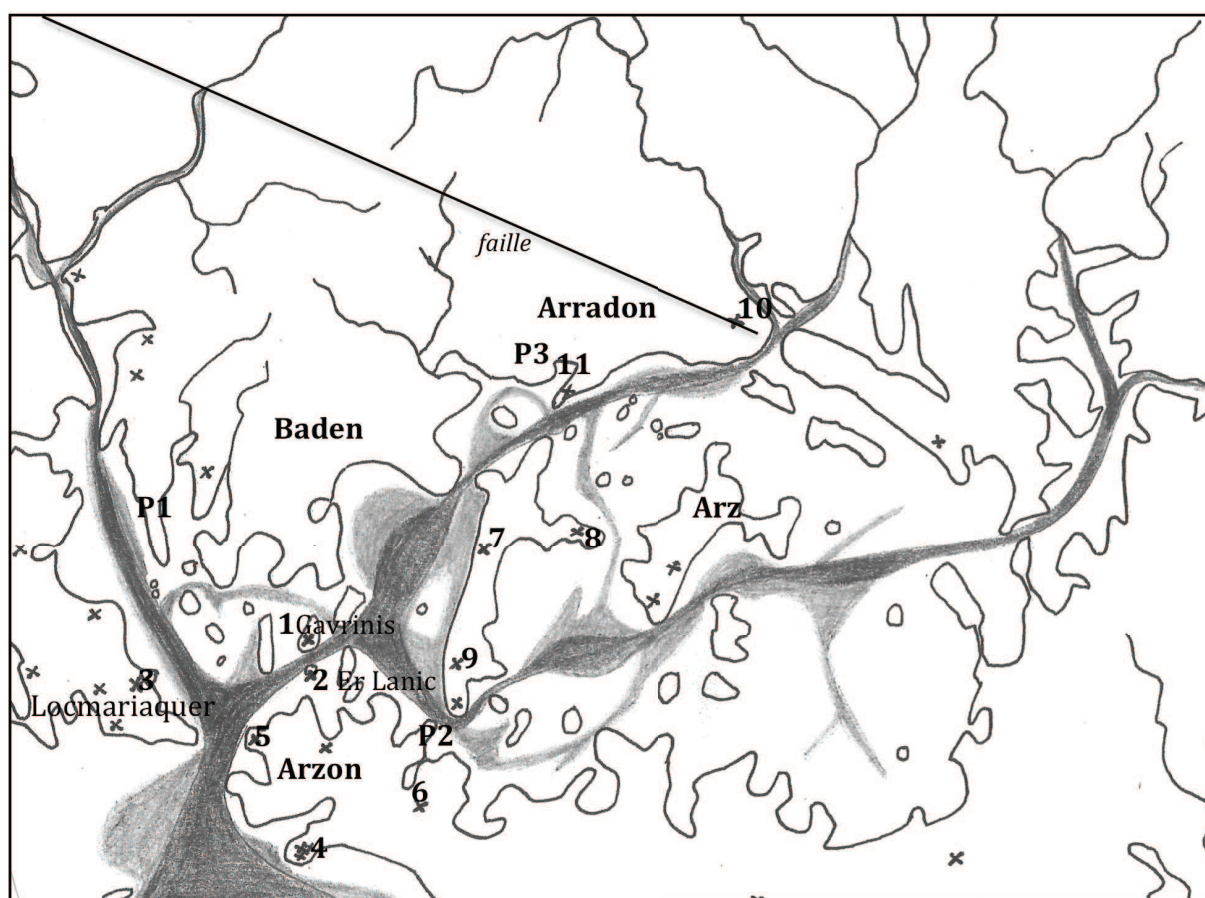 faille
10
Arradon
P3
11
Baden
P1
Arz
7
8
1 Gavrinis
9
2 Er Lanic
3
Locmariaquer
P2
5
Arzon
6
4